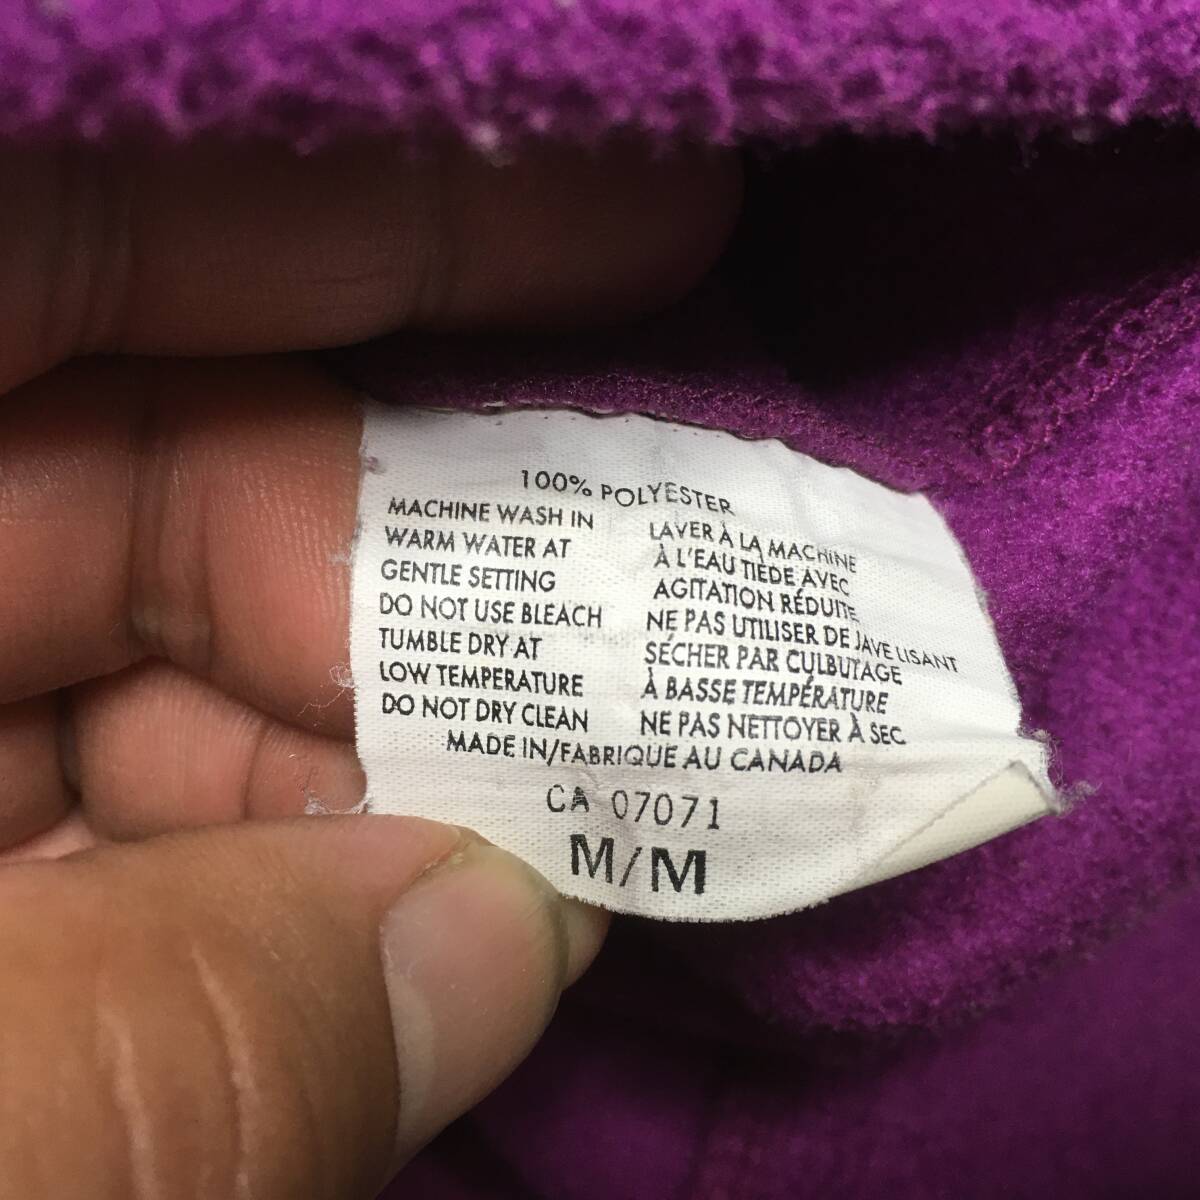 100% POLYESTER
MACHINE WASH IN
WARM WATER AT
GENTLE SETTING
DO NOT USE BLEACH
TUMBLE DRY AT
LOW TEMPERATURE
DO NOT DRY CLEAN
LAVER À LA MACHINE
À L'EAU TIEDE AVEC
AGITATION RÉDUITE
NE PAS UTILISER DE JAVELISANT
SÉCHER PAR CULBUTAGE
À BASSE TEMPÉRATURE
NE PAS NETTOYER À SEC
MADE IN/FABRIQUE AU CANADA
CA 07071
M/M